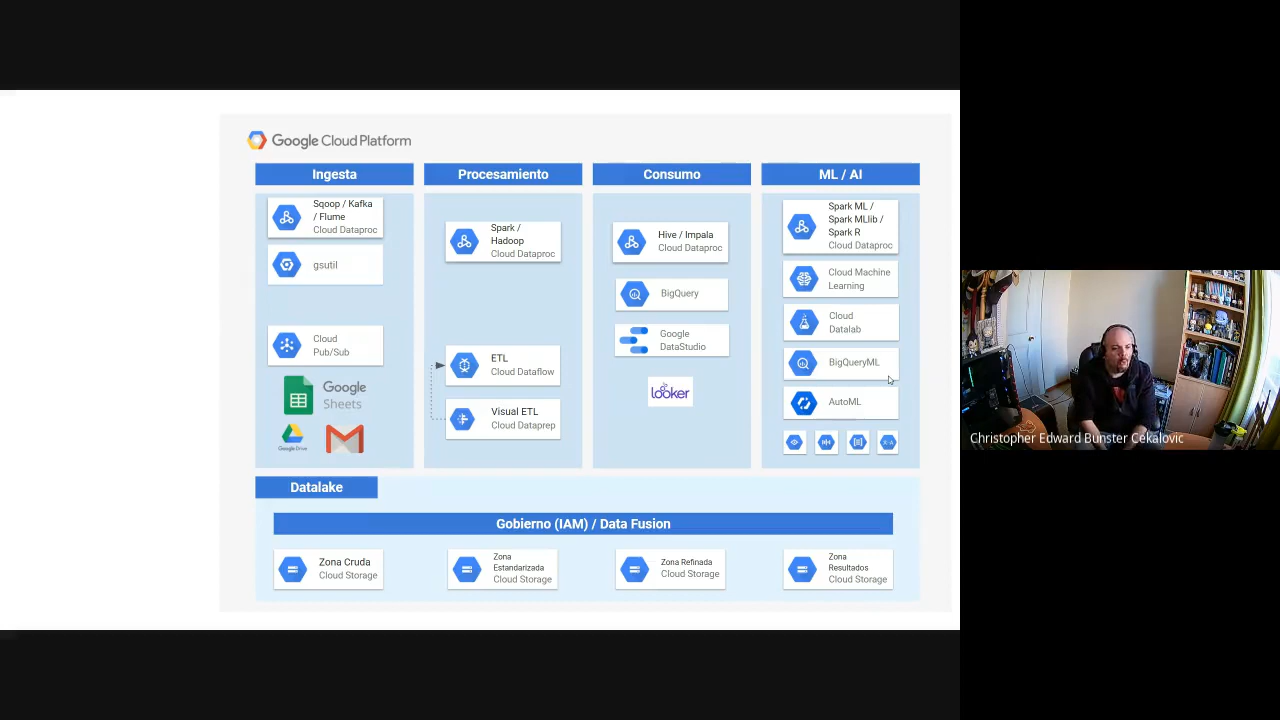 Google Cloud Platform
Ingesta
Sqoop / Kafka
/ Flume
Cloud Dataproc
gsutil
Cloud
Pub/Sub
Google
Sheets
Google Drive
Procesamiento
Spark /
Hadoop
Cloud Dataproc
ETL
Cloud Dataflow
Visual ETL
Cloud Dataprep
Consumo
Hive / Impala
Cloud Dataproc
BigQuery
Google
DataStudio
looker
ML / AI
Spark ML /
Spark MLlib /
Spark R
Cloud Dataproc
Cloud Machine
Learning
Cloud
Datalab
BigQueryML
AutoML
Datalake
Gobierno (IAM) / Data Fusion
Zona Cruda
Cloud Storage
Zona
Estandarizada
Cloud Storage
Zona Refinada
Cloud Storage
Zona
Resultados
Cloud Storage
Christopher Edward Bunster Cekalovic